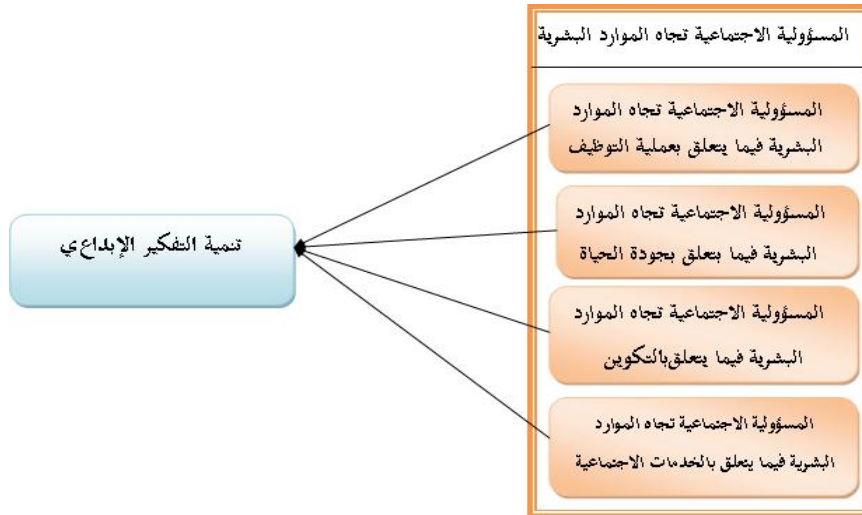 المسؤولية الاجتماعية تجاه الموارد البشرية
المسؤولية الاجتماعية تجاه الموارد
البشرية فيما يتعلق بعملية التوظيف
المسؤولية الاجتماعية تجاه الموارد
البشرية فيما بتعلق بجودة الحياة
المسؤولية الاجتماعية تجاه الموارد
البشرية فيما يتعلق بالتكوين
المسؤولية الاجتماعية تجاه الموارد
البشرية فيما يتعلق بالخدمات الاجتماعية
تنمية التفكير الإبداعي